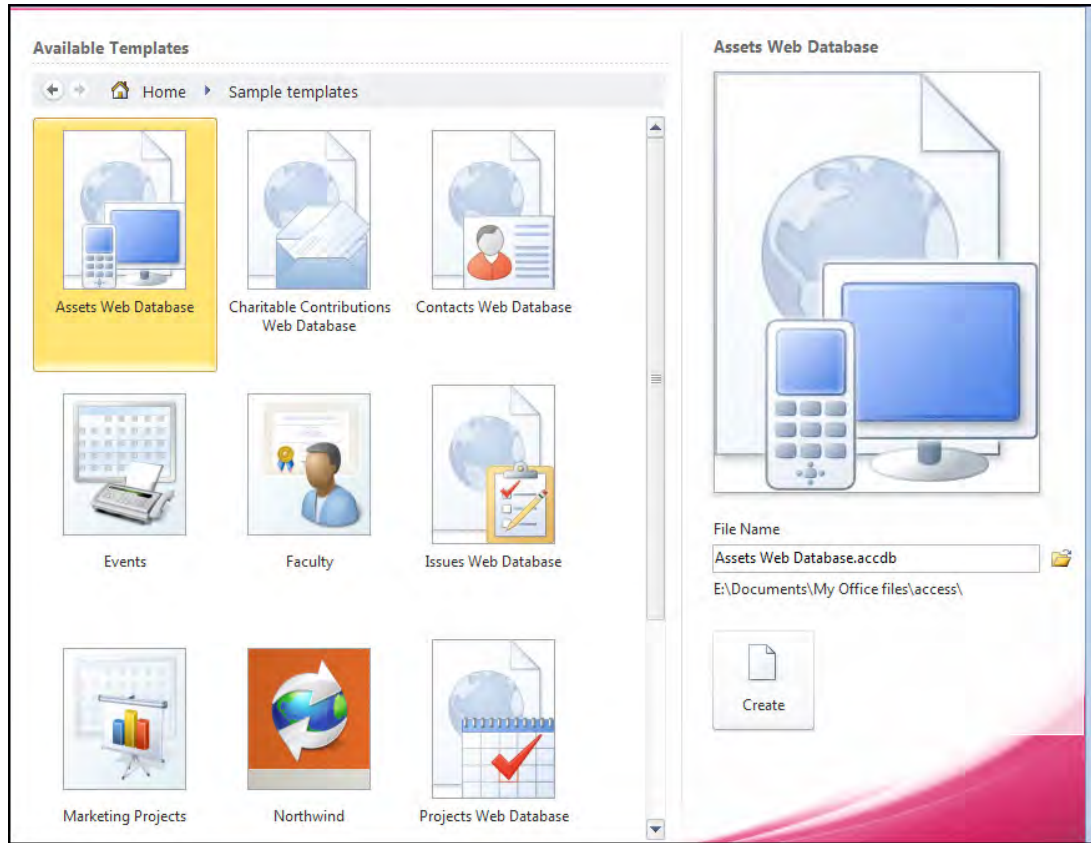 Available Templates
Home
Sample templates
Assets Web Database
Charitable Contributions
Web Database
Contacts Web Database
Events
Faculty
Issues Web Database
Marketing Projects
Northwind
Projects Web Database
Assets Web Database
File Name
Assets Web Database.accdb
E:\Documents\My Office files\access\
Create